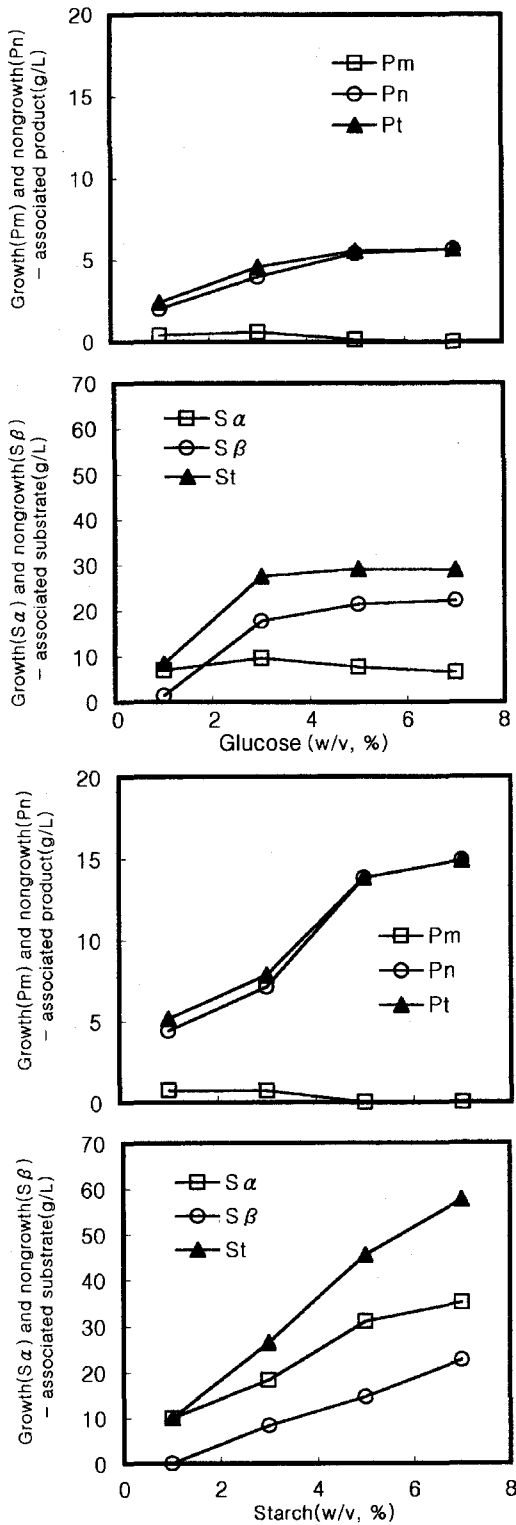 Growth(Pm) and nongrowth(Pn)
– associated product(g/L)
20
15
10
5
0
Pm
Pn
Pt
Growth(Sα) and nongrowth(Sβ)
– associated substrate(g/L)
70
60
50
40
30
20
10
0
Sα
Sβ
St
0 2 4 6 8
Glucose (w/v, %)
Growth(Pm) and nongrowth(Pn)
– associated product(g/L)
20
15
10
5
0
Pm
Pn
Pt
Growth(Sα) and nongrowth(Sβ)
– associated substrate(g/L)
70
60
50
40
30
20
10
0
Sα
Sβ
St
0 2 4 6 8
Starch(w/v, %)